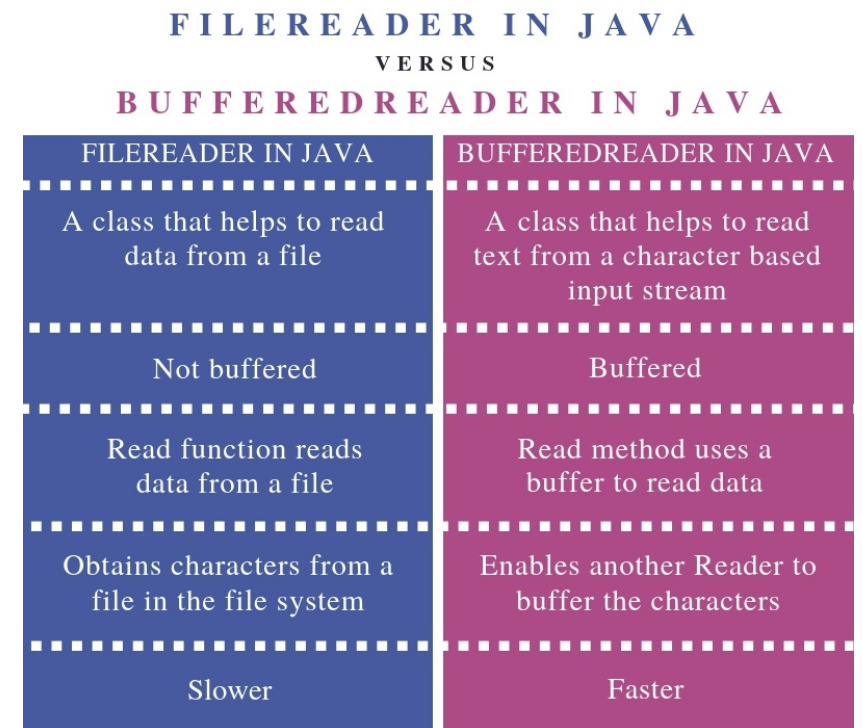 FILEREADER IN JAVA
VERSUS
BUFFEREDREADER IN JAVA
FILEREADER IN JAVA
BUFFEREDREADER IN JAVA
A class that helps to read
data from a file
A class that helps to read
text from a character based
input stream
Not buffered
Buffered
Read function reads
data from a file
Read method uses a
buffer to read data
Obtains characters from a
file in the file system
Enables another Reader to
buffer the characters
Slower
Faster